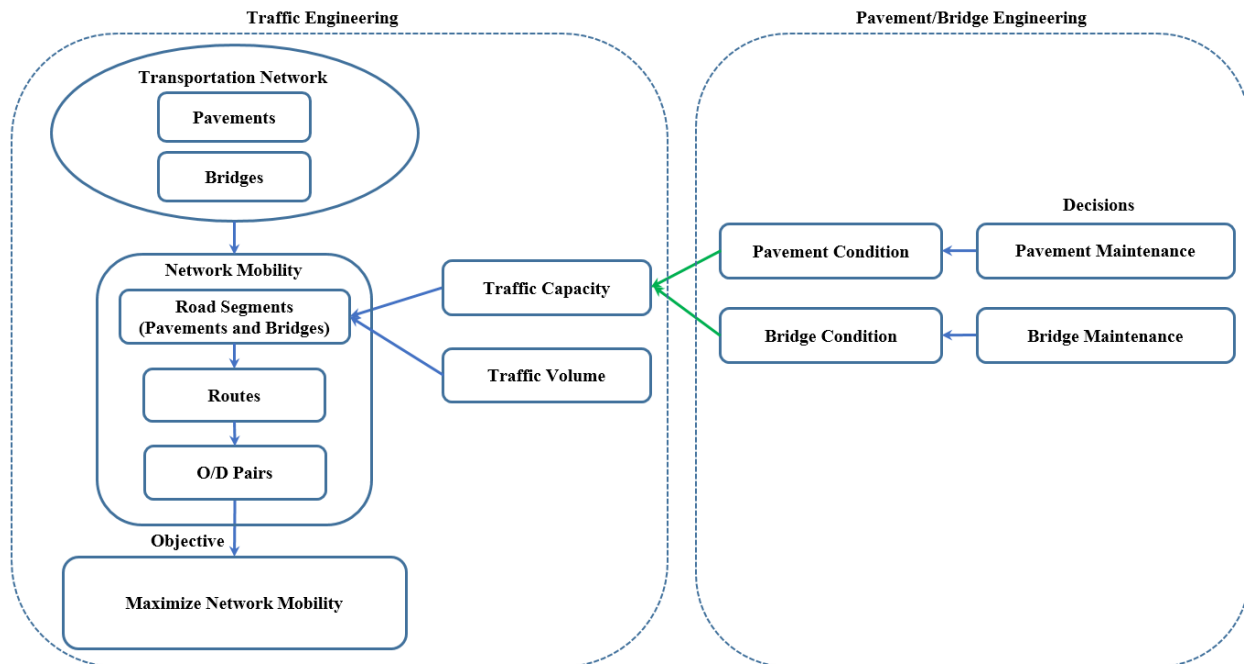 Traffic Engineering
Transportation Network
Pavements
Bridges
Network Mobility
Road Segments
(Pavements and Bridges)
Routes
O/D Pairs
Objective
Maximize Network Mobility
Traffic Capacity
Traffic Volume
Pavement/Bridge Engineering
Decisions
Pavement Condition
Pavement Maintenance
Bridge Condition
Bridge Maintenance